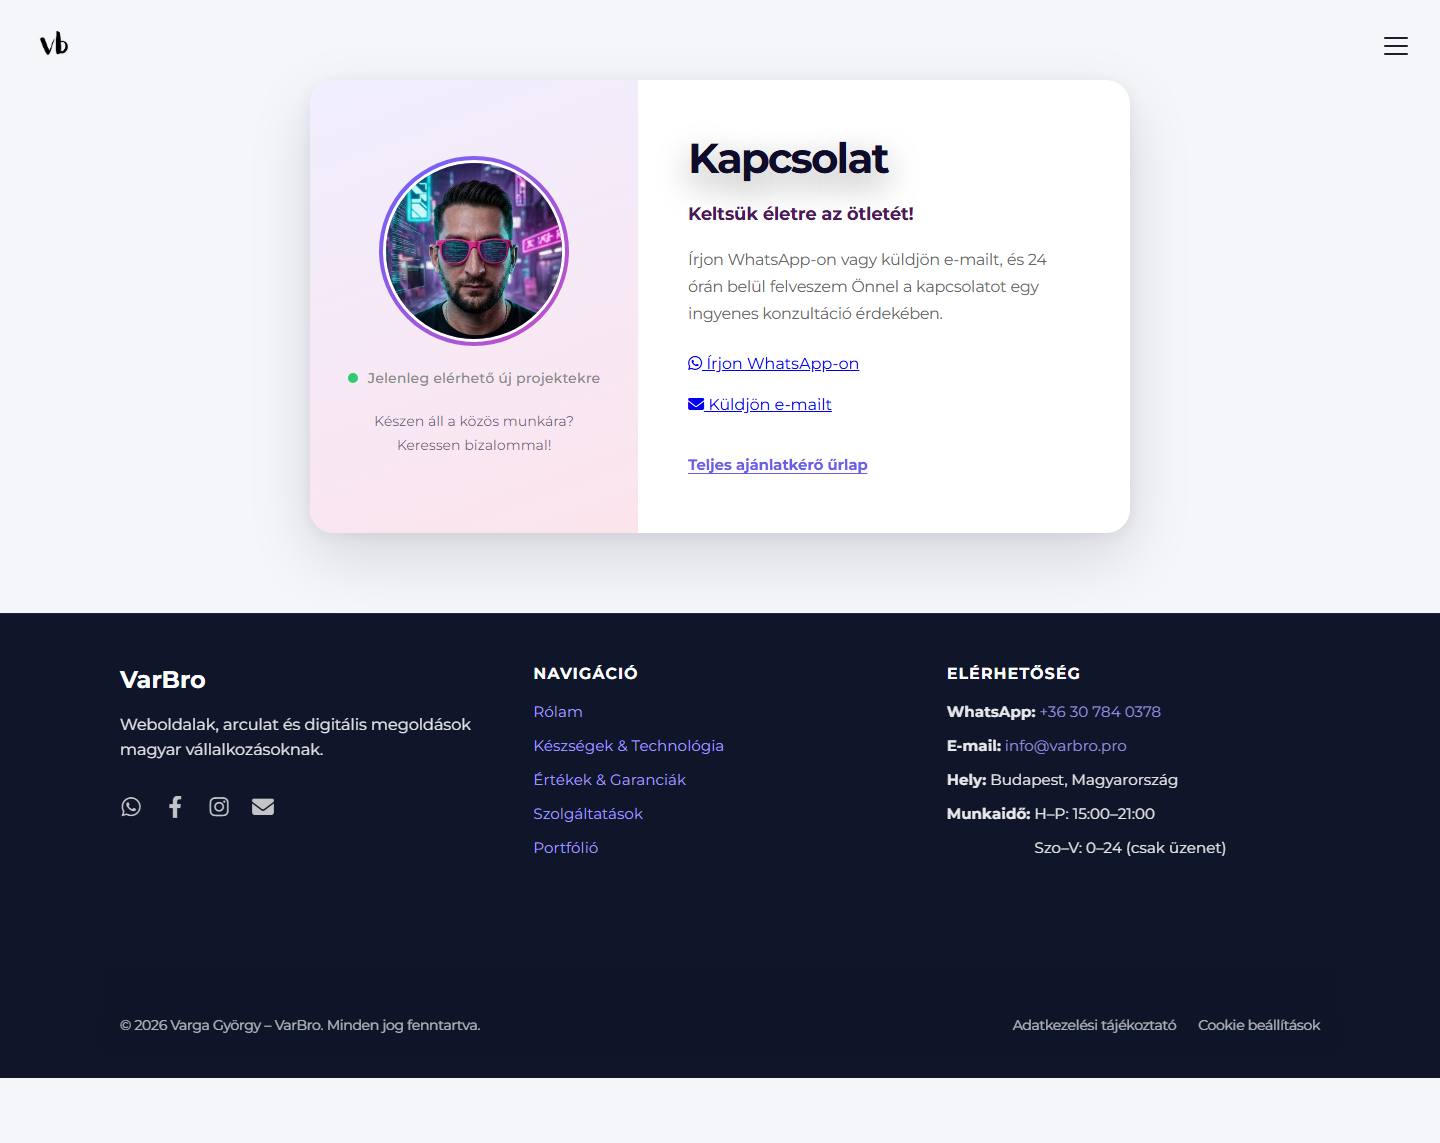 vb
Kapcsolat
Keltsük életre az ötletét!
Írjon WhatsApp-on vagy küldjön e-mailt, és 24
órán belül felveszem Önnel a kapcsolatot egy
ingyenes konzultáció érdekében.
Írjon WhatsApp-on
Küldjön e-mailt
Teljes ajánlatkérő űrlap
Jelenleg elérhető új projektekre
Készen áll a közös munkára?
Keressen bizalommal!
VarBro
Weboldalak, arculat és digitális megoldások
magyar vállalkozásoknak.
NAVIGÁCIÓ
Rólam
Készségek & Technológia
Értékek & Garanciák
Szolgáltatások
Portfólió
ELÉRHETŐSÉG
WhatsApp: +36 30 784 0378
E-mail: info@varbro.pro
Hely: Budapest, Magyarország
Munkaidő: H–P: 15:00–21:00
Szo–V: 0–24 (csak üzenet)
© 2026 Varga György – VarBro. Minden jog fenntartva.
Adatkezelési tájékoztató Cookie beállítások